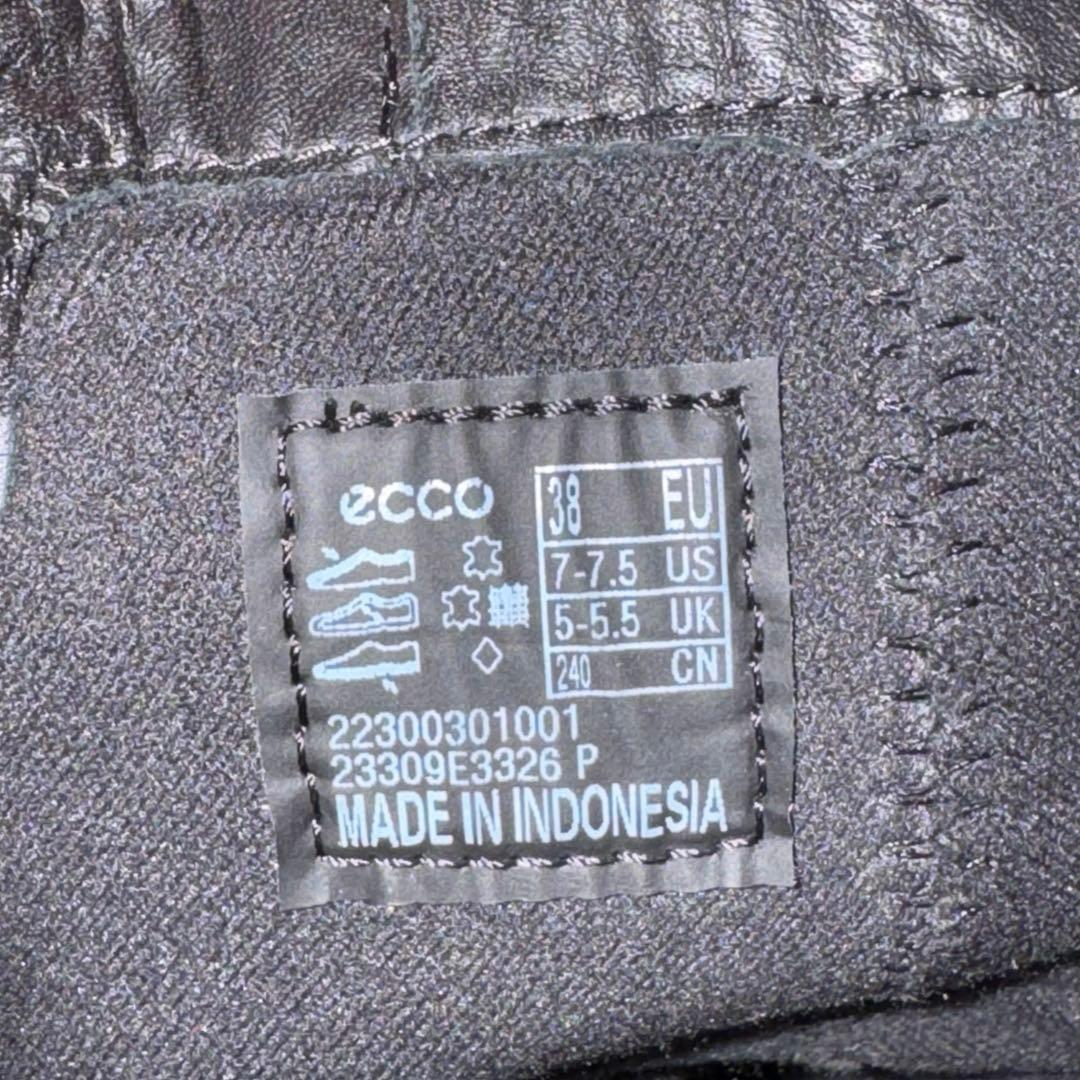 ecco
38 EU
7-7.5 US
5-5.5 UK
240 CN
22300301001
23309E3326 P
MADE IN INDONESIA